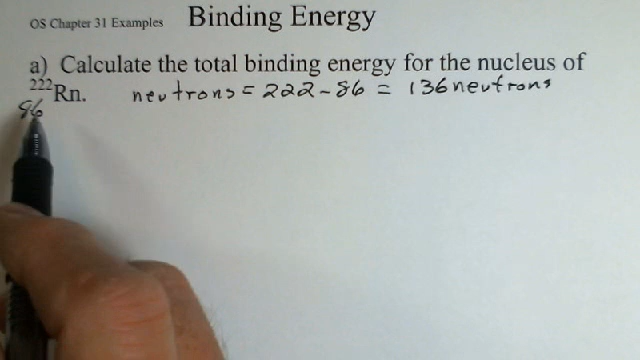 OS Chapter 31 Examples Binding Energy
a) Calculate the total binding energy for the nucleus of
222Rn. neutrons = 222 - 86 = 136 neutrons
86